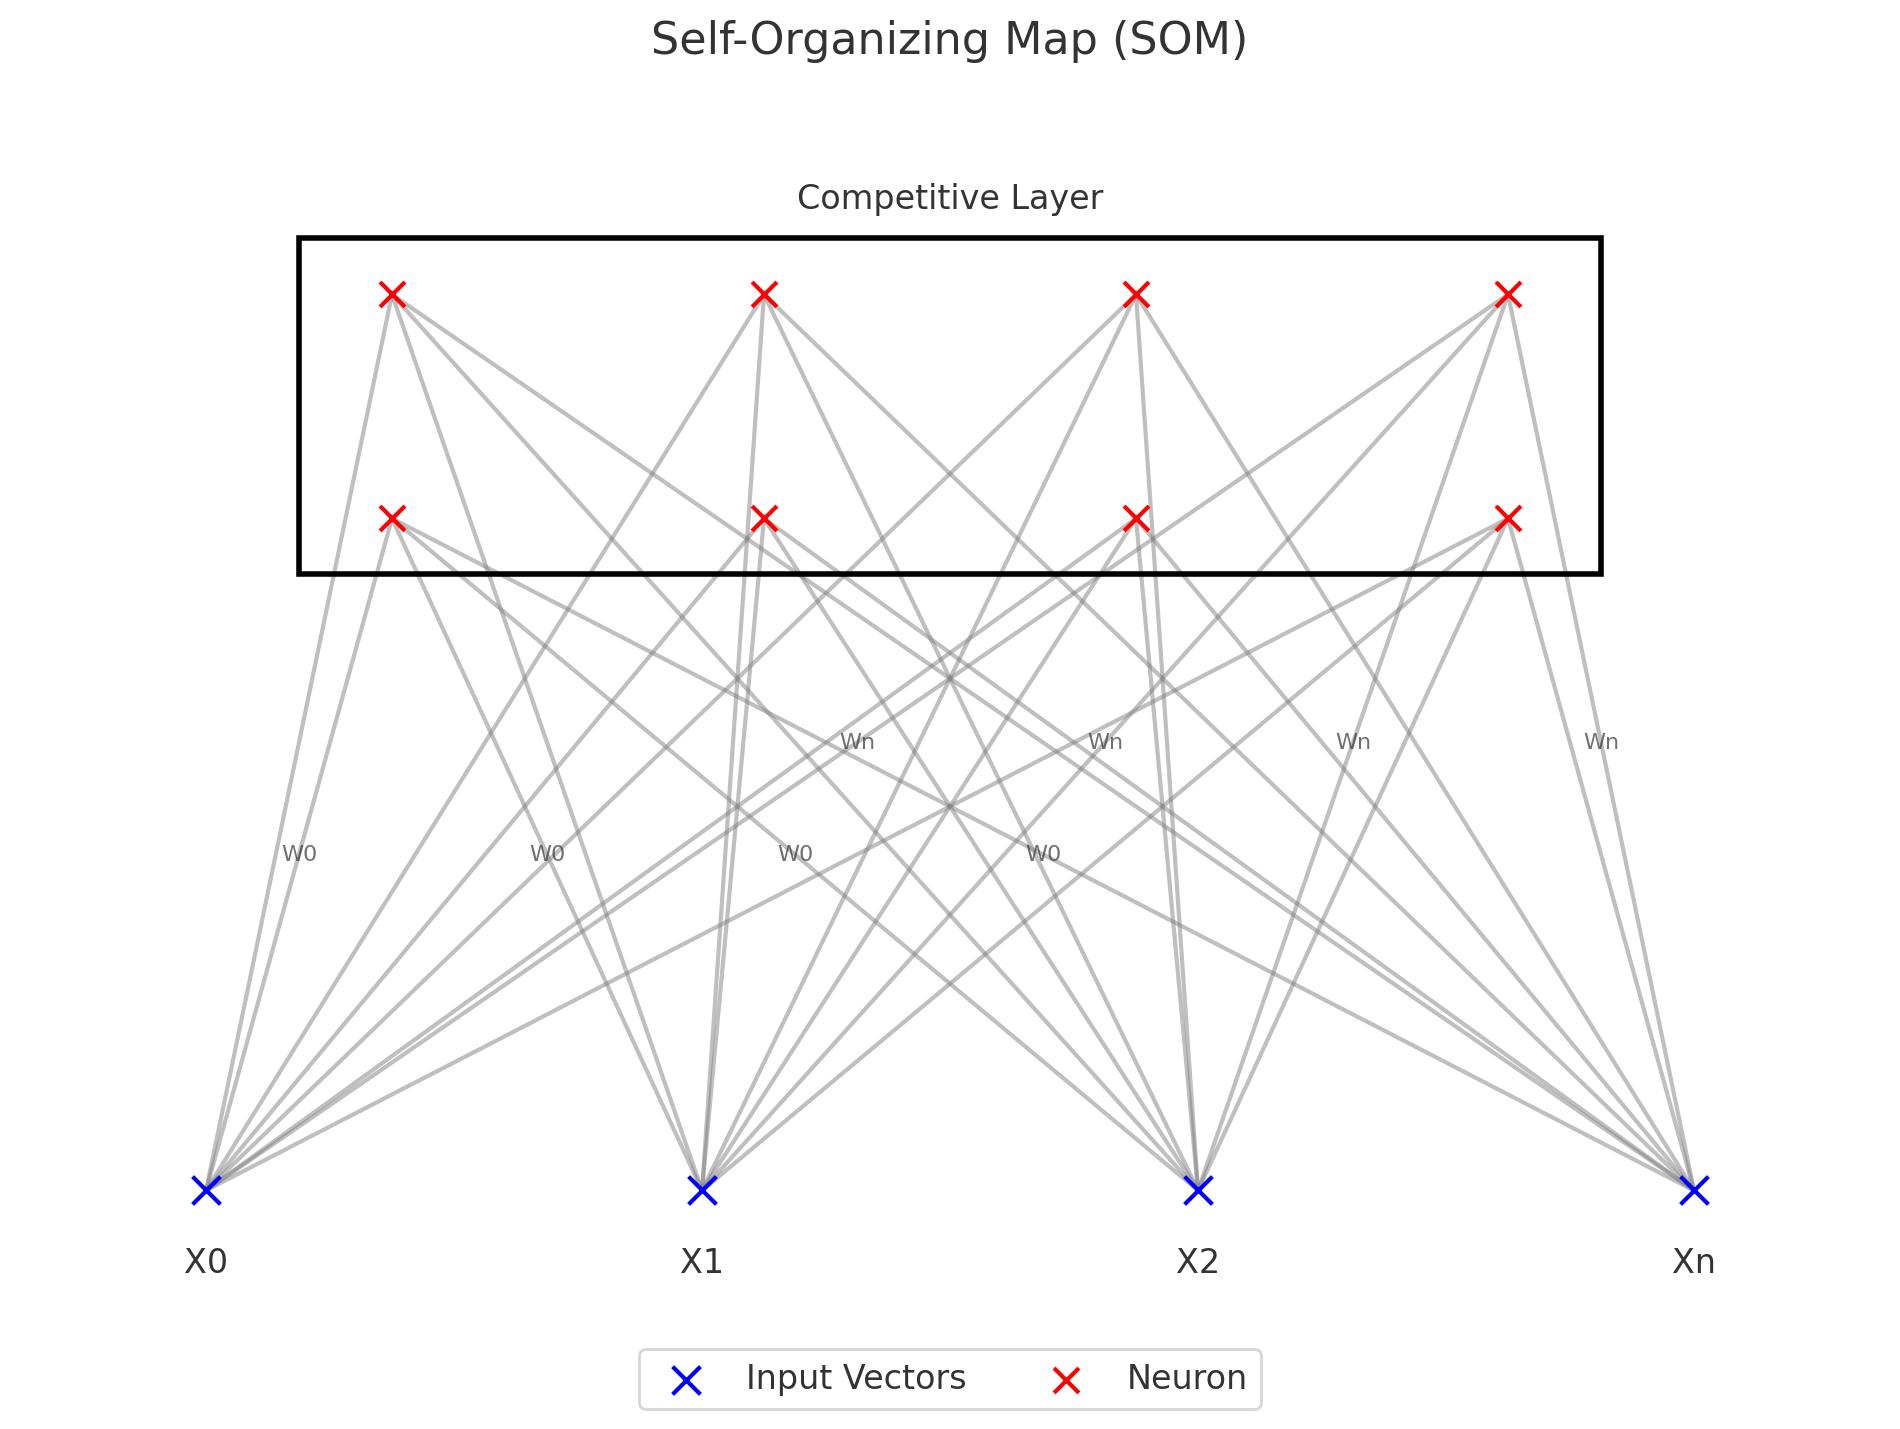 Self-Organizing Map (SOM)
Competitive Layer
Wn Wn Wn Wn
W0 W0 W0 W0
X0 X1 X2 Xn
Input Vectors Neuron